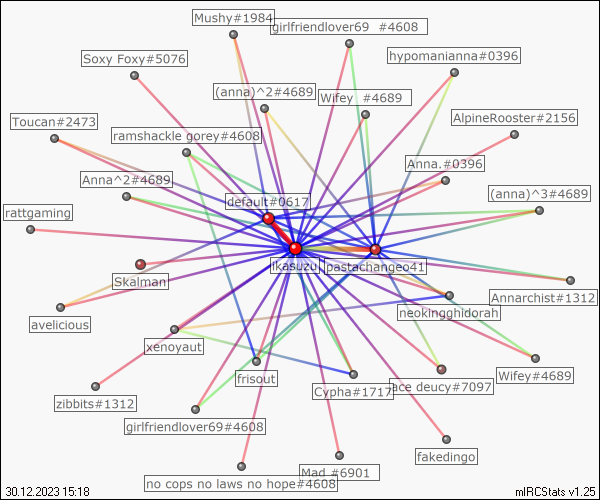 Mushy#1984
girlfriendlover69 #4608
Soxy Foxy#5076
hypomanianna#0396
(anna)^2#4689
Wifey #4689
Toucan#2473
ramshackle gorey#4608
AlpineRooster#2156
Anna.#0396
Anna^2#4689
(anna)^3#4689
default#0617
rattgaming
ikasuzu
pastachangeo41
Skalman
Annarchist#1312
neokingghidorah
avelicious
xenoyaut
frisout
Wifey#4689
Cypha#1717
ace deucy#7097
zibbits#1312
girlfriendlover69#4608
fakedingo
Mad #6901
no cops no laws no hope#4608
30.12.2023 15:18
mIRCStats v1.25